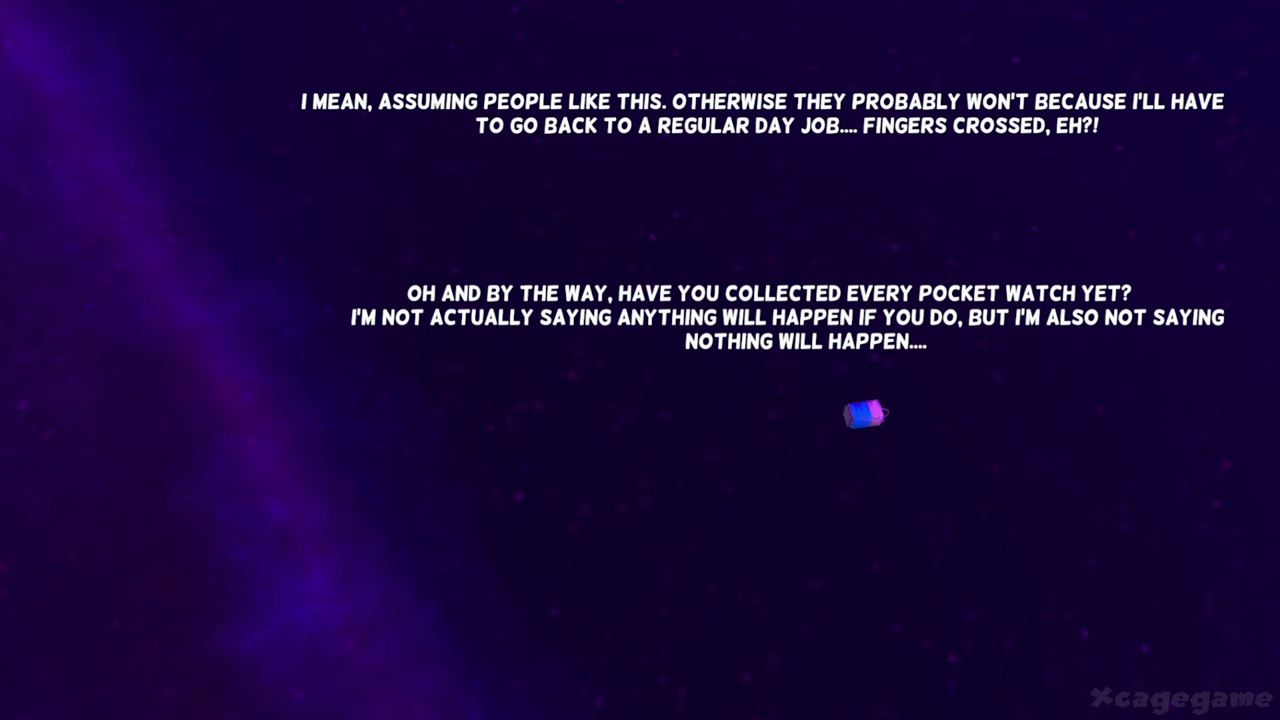 I MEAN, ASSUMING PEOPLE LIKE THIS. OTHERWISE THEY PROBABLY WON'T BECAUSE I'LL HAVE
TO GO BACK TO A REGULAR DAY JOB.... FINGERS CROSSED, EH?!
OH AND BY THE WAY, HAVE YOU COLLECTED EVERY POCKET WATCH YET?
I'M NOT ACTUALLY SAYING ANYTHING WILL HAPPEN IF YOU DO, BUT I'M ALSO NOT SAYING
NOTHING WILL HAPPEN....
Xcagegame